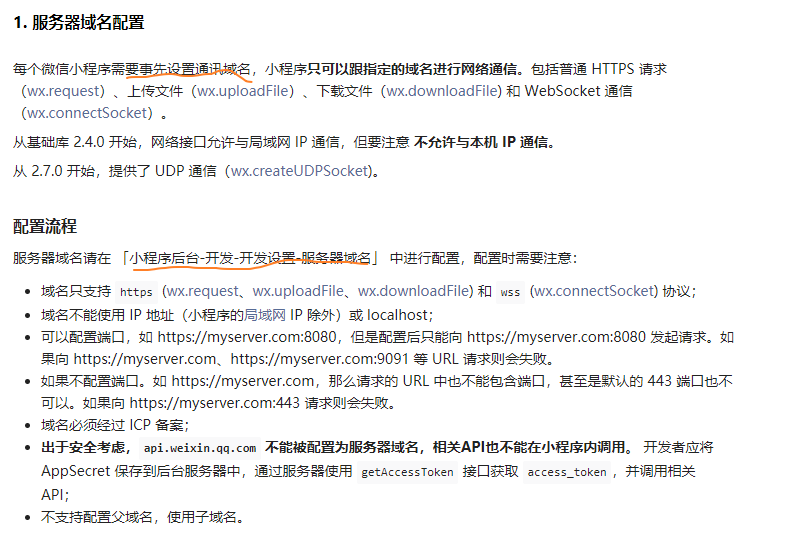 1. 服务器域名配置
每个微信小程序需要事先设置通讯域名，小程序只可以跟指定的域名进行网络通信。包括普通 HTTPS 请求
（wx.request）、上传文件（wx.uploadFile）、下载文件（wx.downloadFile) 和 WebSocket 通信
（wx.connectSocket）。
从基础库 2.4.0 开始，网络接口允许与局域网 IP 通信，但要注意 不允许与本机 IP 通信。
从 2.7.0 开始，提供了 UDP 通信（wx.createUDPSocket)。
配置流程
服务器域名请在 「小程序后台-开发-开发设置-服务器域名」 中进行配置，配置时需要注意：
• 域名只支持 https (wx.request、wx.uploadFile、wx.downloadFile) 和 wss (wx.connectSocket) 协议；
• 域名不能使用 IP 地址（小程序的局域网 IP 除外）或 localhost；
• 可以配置端口，如 https://myserver.com:8080，但是配置后只能向 https://myserver.com:8080 发起请求。如
果向 https://myserver.com、https://myserver.com:9091 等 URL 请求则会失败。
• 如果不配置端口。如 https://myserver.com，那么请求的 URL 中也不能包含端口，甚至是默认的 443 端口也不
可以。如果向 https://myserver.com:443 请求则会失败。
• 域名必须经过 ICP 备案；
• 出于安全考虑，api.weixin.qq.com 不能被配置为服务器域名，相关API也不能在小程序内调用。 开发者应将
AppSecret 保存到后台服务器中，通过服务器使用 getAccessToken 接口获取 access_token，并调用相关
API；
• 不支持配置父域名，使用子域名。